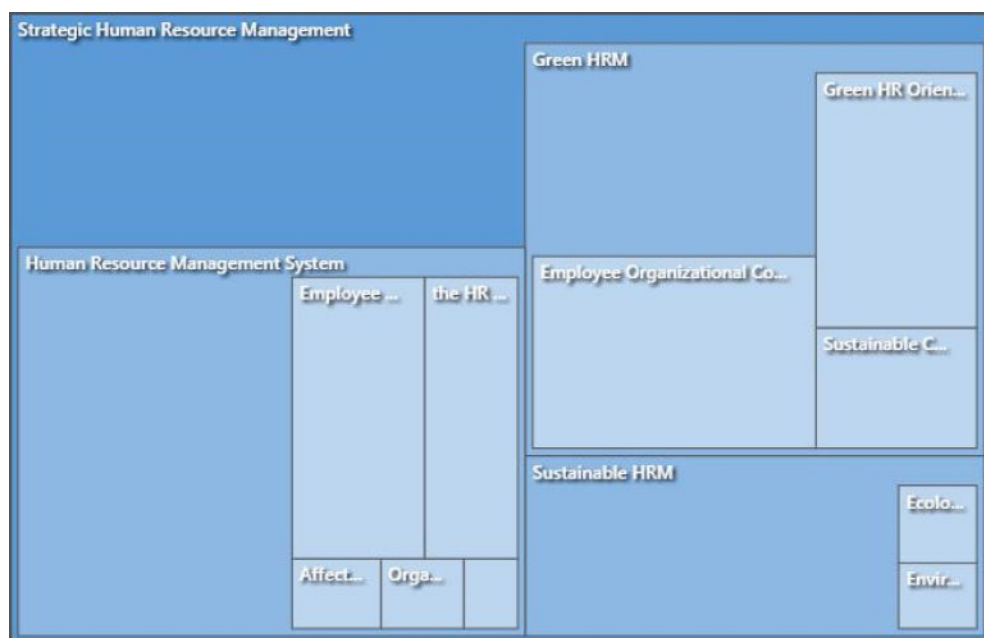 Strategic Human Resource Management
Green HRM
Green HR Orien...
Human Resource Management System
Employee ...
the HR ...
Employee Organizational Co...
Sustainable C...
Sustainable HRM
Ecolo...
Affect...
Orga...
Envir...